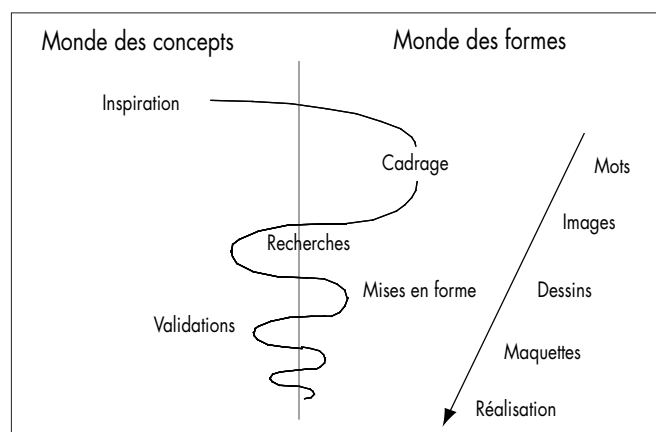 Monde des concepts
Monde des formes
Inspiration
Cadrage
Mots
Images
Recherches
Mises en forme
Dessins
Validations
Maquettes
Réalisation